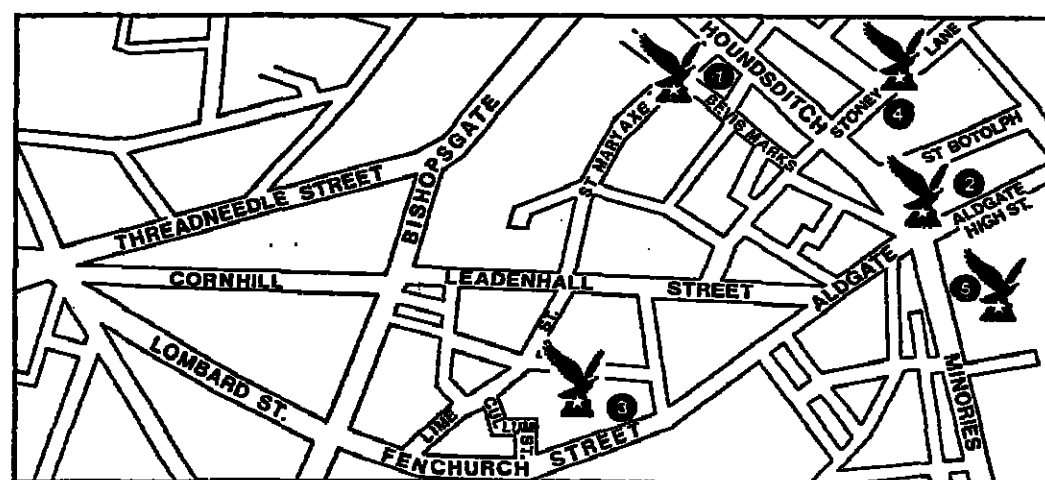 HOUNDSDITCH
1
BEVIS MARKS
STONEY LANE
4
ST BOTOLPH
ST MARY AXE
2
ALDGATE
HIGH ST.
BISHOPSGATE
THREADNEEDLE STREET
CORNHILL
LEADENHALL STREET
ALDGATE
5
ST.
LOMBARD ST.
LIME
CUL
ST.
3
FENCHURCH STREET
MINORIES